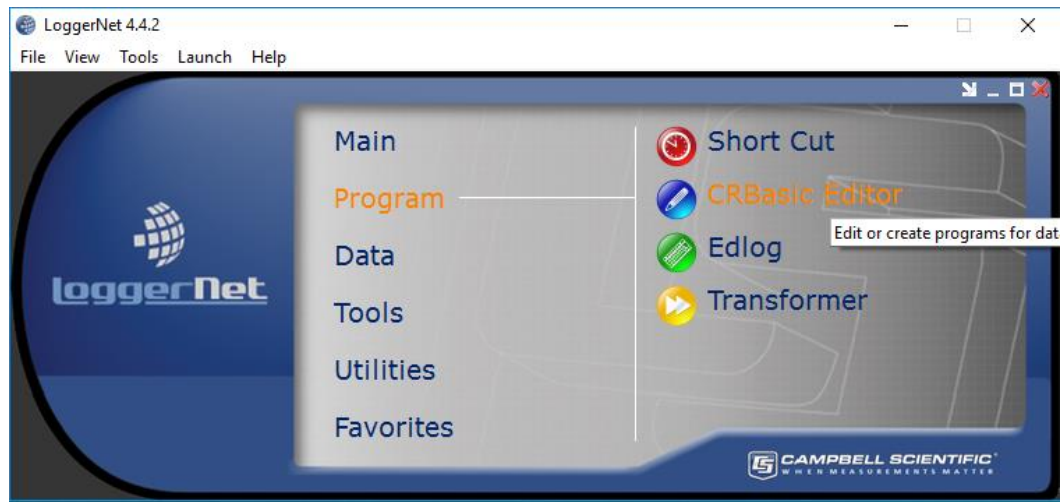 LoggerNet 4.4.2
File View Tools Launch Help
Main
Program
Data
Tools
Utilities
Favorites
Short Cut
CRBasic Editor
Edit or create programs for dat
Edlog
Transformer
LoggerNet
CAMPBELL SCIENTIFIC
WHEN MEASUREMENTS MATTER